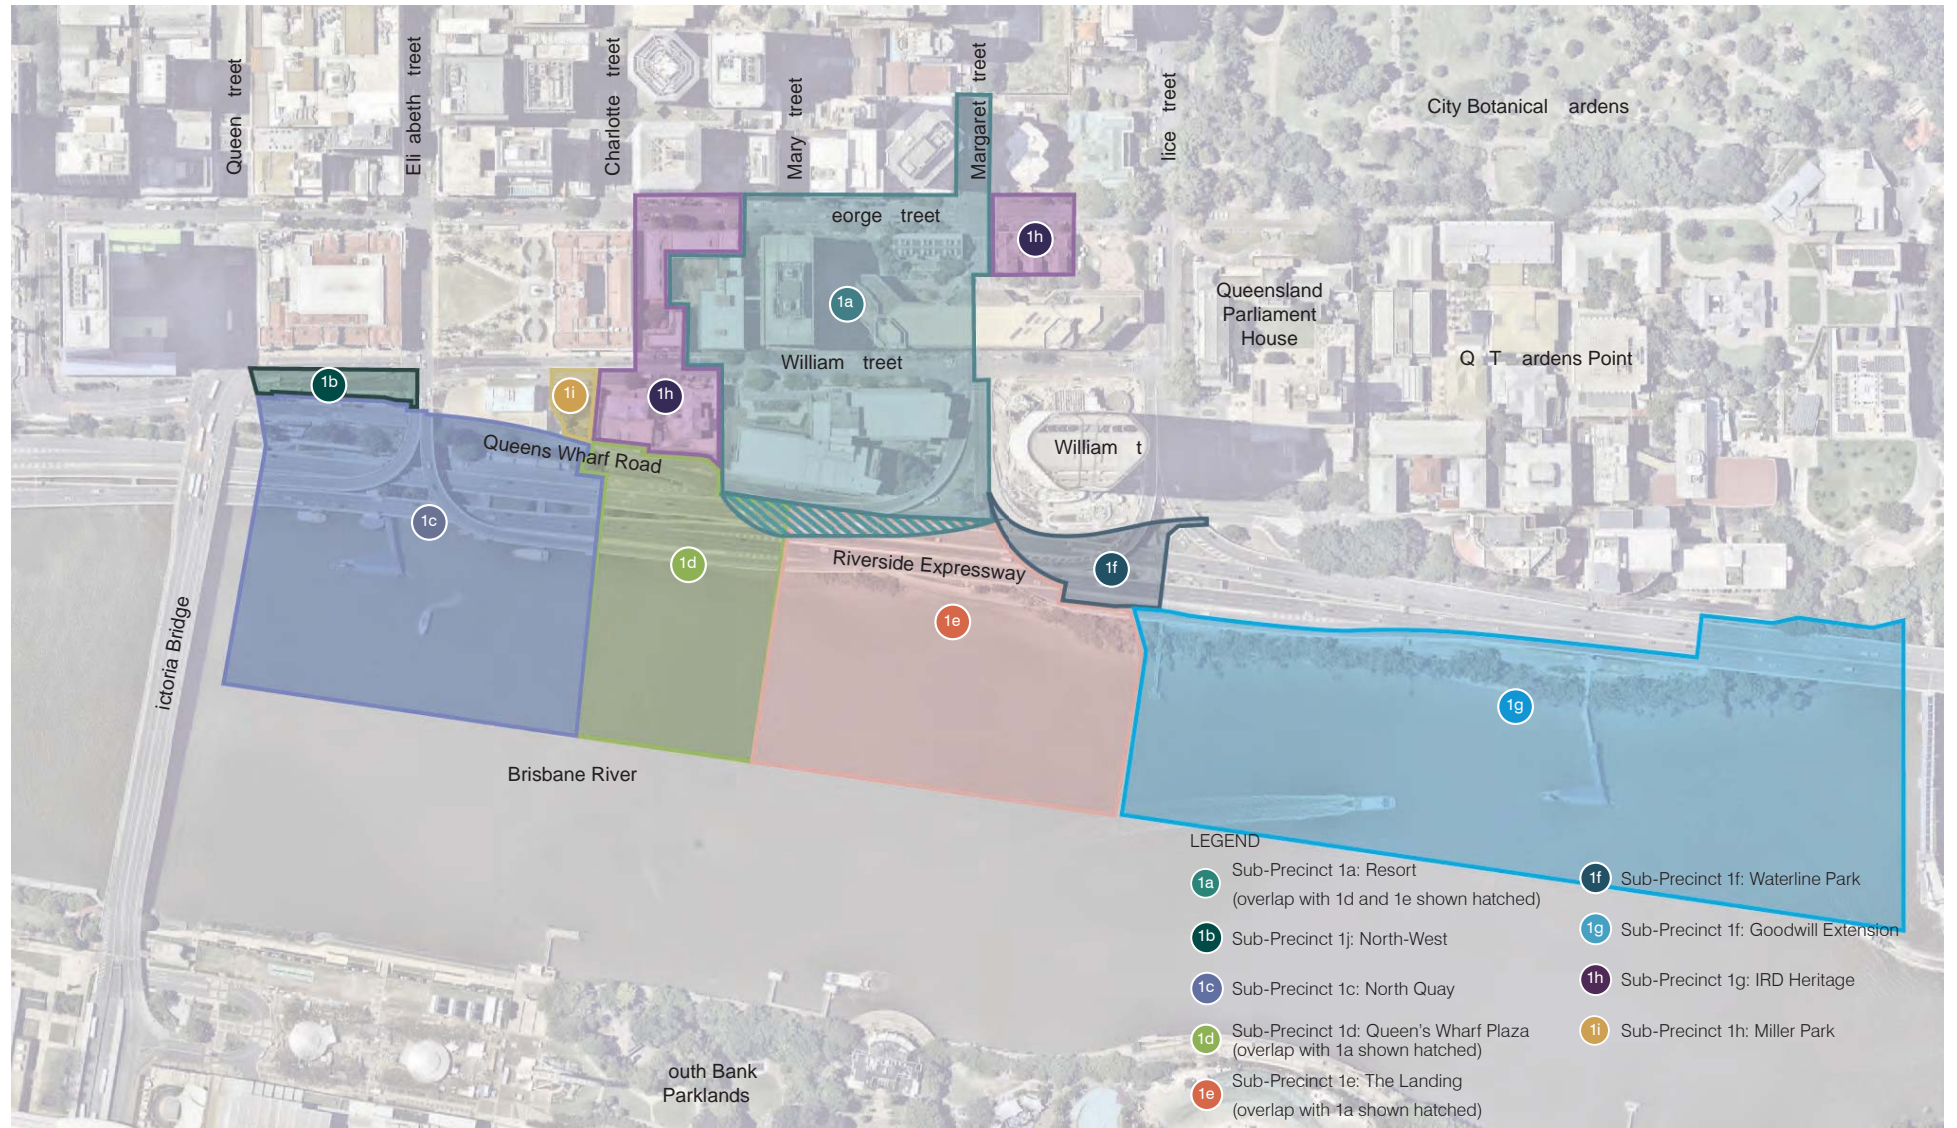 Queen treet
Eli abeth treet
Charlotte treet
Mary treet
Margaret treet
lice treet
City Botanical ardens
eorge treet
1h
1a
Queensland
Parliament
House
William treet
Q T ardens Point
1b
1i
1h
Queens Wharf Road
William t
1c
1d
Riverside Expressway
1f
1e
ictoria Bridge
1g
Brisbane River
LEGEND
1a Sub-Precinct 1a: Resort
(overlap with 1d and 1e shown hatched)
1b Sub-Precinct 1j: North-West
1c Sub-Precinct 1c: North Quay
1d Sub-Precinct 1d: Queen's Wharf Plaza
(overlap with 1a shown hatched)
1e Sub-Precinct 1e: The Landing
(overlap with 1a shown hatched)
1f Sub-Precinct 1f: Waterline Park
1g Sub-Precinct 1f: Goodwill Extension
1h Sub-Precinct 1g: IRD Heritage
1i Sub-Precinct 1h: Miller Park
outh Bank
Parklands